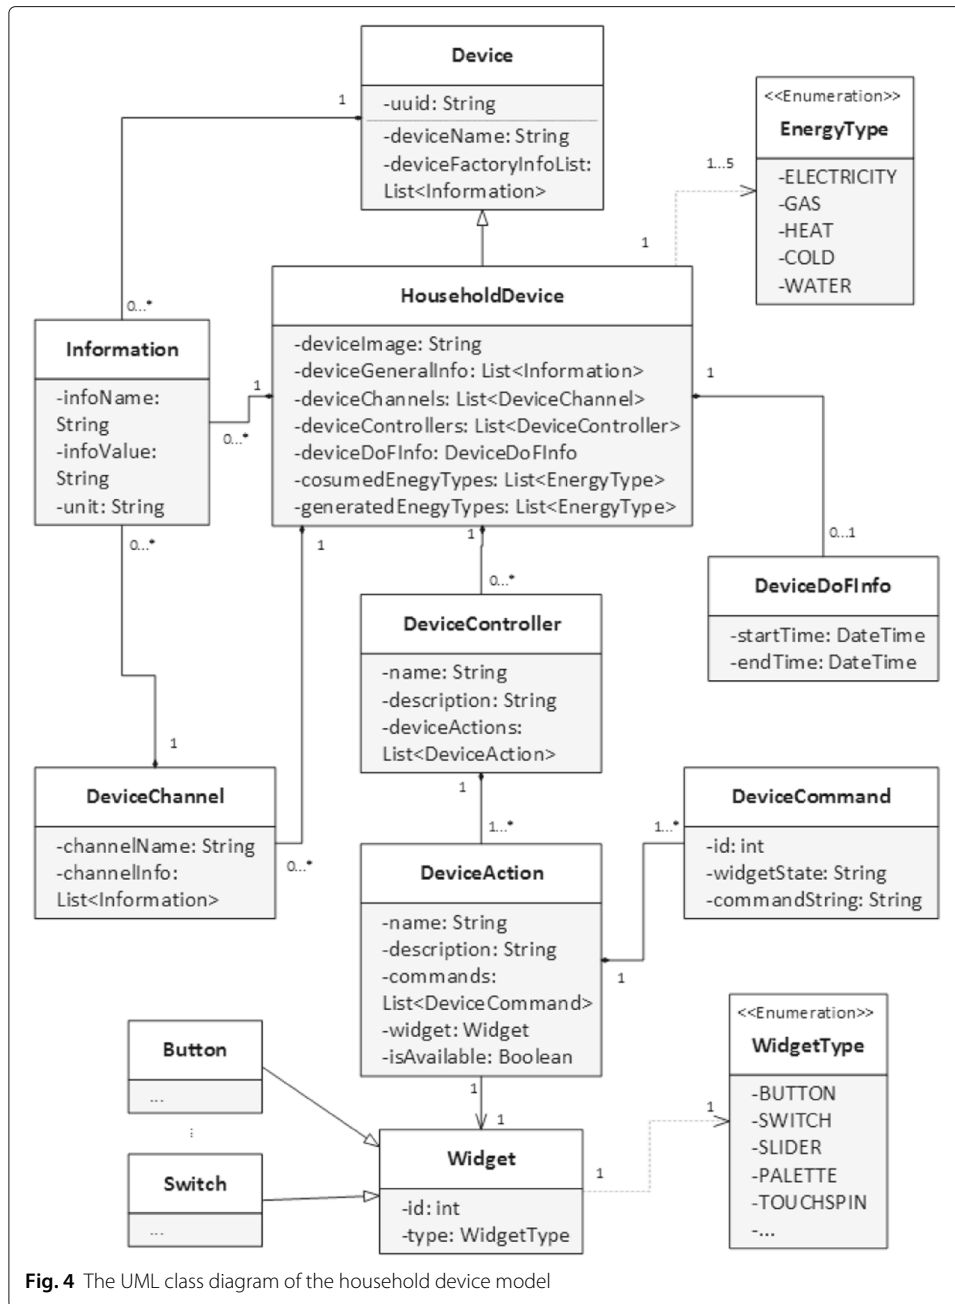 Device
-uuid: String
-deviceName: String
-deviceFactoryInfoList:
List<Information>
1
<<Enumeration>>
EnergyType
-ELECTRICITY
-GAS
-HEAT
-COLD
-WATER
1...5
1
0...*
HouseholdDevice
-deviceImage: String
-deviceGeneralInfo: List<Information>
-deviceChannels: List<DeviceChannel>
-deviceControllers: List<DeviceController>
-deviceDoFInfo: DeviceDoFInfo
-cosumedEnegyTypes: List<EnergyType>
-generatedEnegyTypes: List<EnergyType>
Information
-infoName:
String
-infoValue:
String
-unit: String
1
0...*
1
0...*
1
1
0...1
0...*
DeviceDoFInfo
-startTime: DateTime
-endTime: DateTime
DeviceController
-name: String
-description: String
-deviceActions:
List<DeviceAction>
1
DeviceChannel
-channelName: String
-channelInfo:
List<Information>
0...*
1
1...*
DeviceCommand
-id: int
-widgetState: String
-commandString: String
1...*
DeviceAction
-name: String
-description: String
-commands:
List<DeviceCommand>
-widget: Widget
-isAvailable: Boolean
1
<<Enumeration>>
WidgetType
-BUTTON
-SWITCH
-SLIDER
-PALETTE
-TOUCHSPIN
-...
Button
...
...
Switch
...
1
1
Widget
-id: int
-type: WidgetType
1
1
Fig. 4 The UML class diagram of the household device model